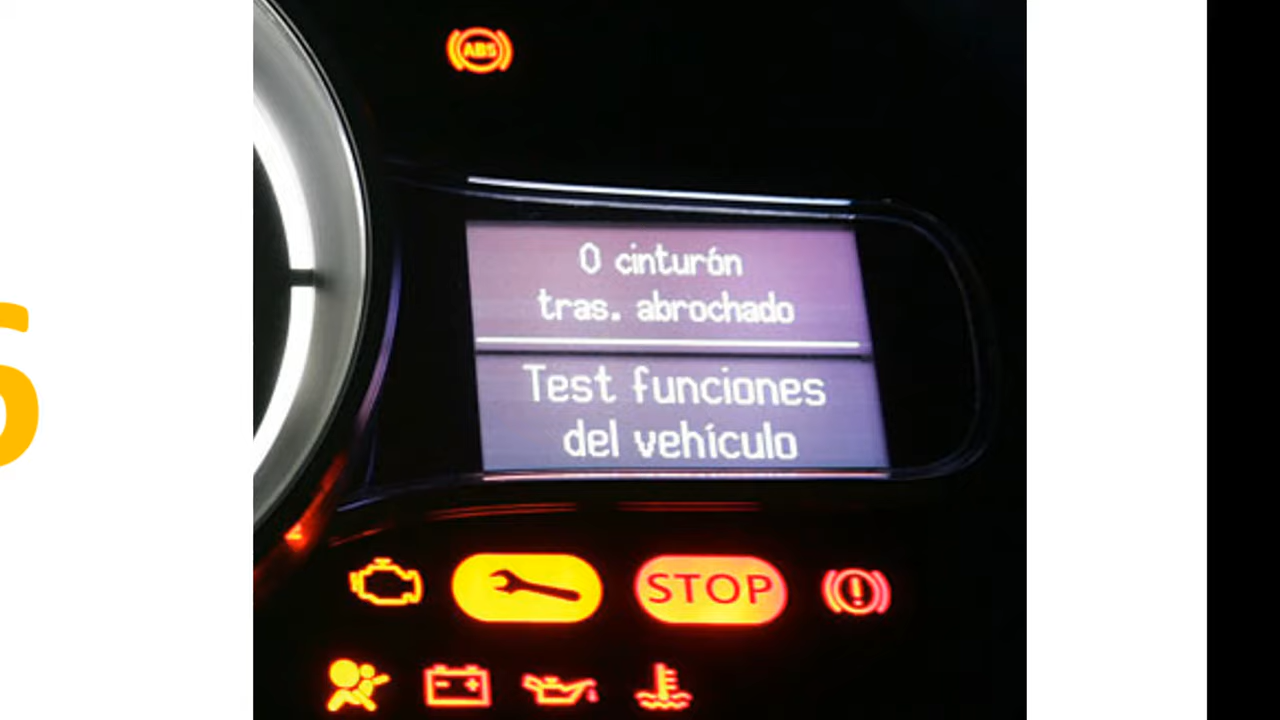 ABS
0 cinturón
tras. abrochado
Test funciones
del vehículo
STOP